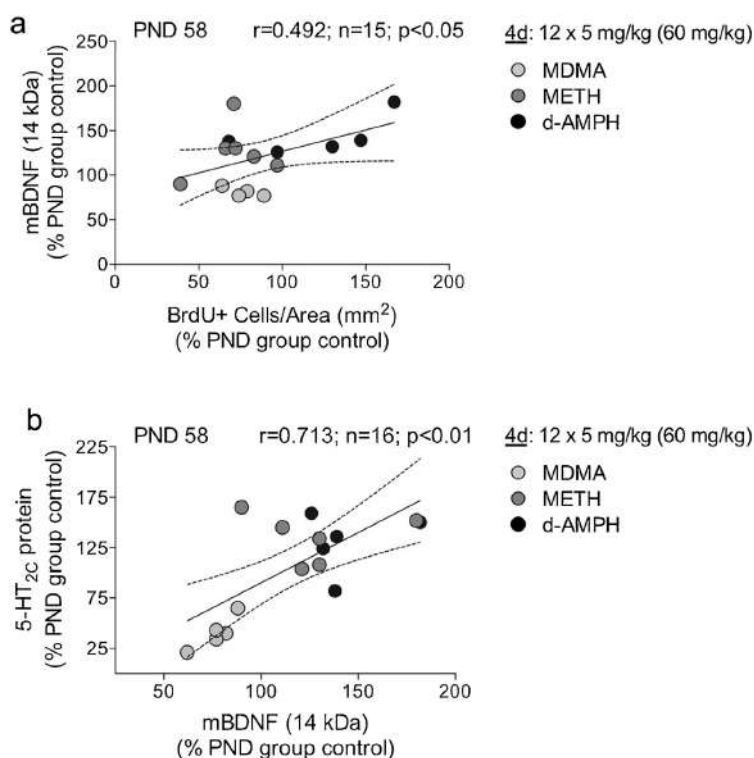 a
PND 58 r=0.492; n=15; p<0.05
4d: 12 x 5 mg/kg (60 mg/kg)
MDMA
METH
d-AMPH
mBDNF (14 kDa)
(% PND group control)
250
200
150
100
50
0
0 50 100 150 200
BrdU+ Cells/Area (mm²)
(% PND group control)
b
PND 58 r=0.713; n=16; p<0.01
4d: 12 x 5 mg/kg (60 mg/kg)
MDMA
METH
d-AMPH
5-HT₂C protein
(% PND group control)
225
175
125
75
25
50 100 150 200
mBDNF (14 kDa)
(% PND group control)